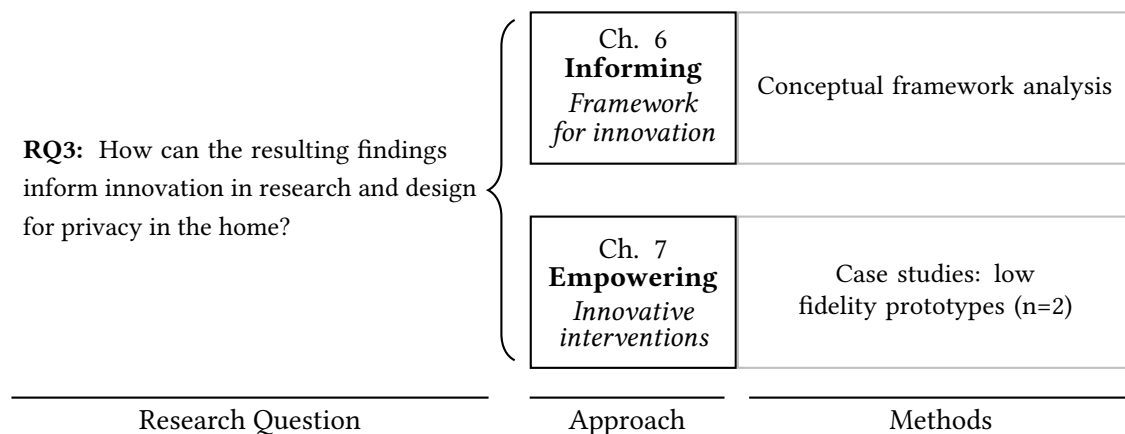 RQ3: How can the resulting findings
inform innovation in research and design
for privacy in the home?
Ch. 6
Informing
Framework
for innovation
Conceptual framework analysis
Ch. 7
Empowering
Innovative
interventions
Case studies: low
fidelity prototypes (n=2)
Research Question
Approach
Methods